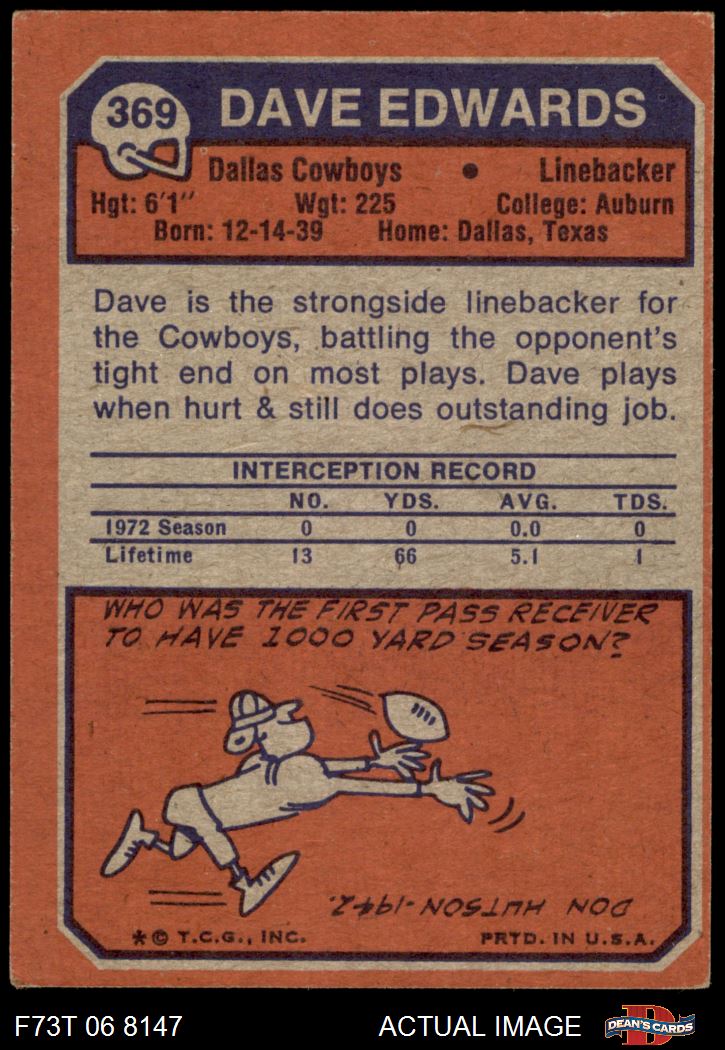 369
DAVE EDWARDS
Dallas Cowboys • Linebacker
Hgt: 6'1" Wgt: 225 College: Auburn
Born: 12-14-39 Home: Dallas, Texas
Dave is the strongside linebacker for
the Cowboys, battling the opponent's
tight end on most plays. Dave plays
when hurt & still does outstanding job.
INTERCEPTION RECORD
NO. YDS. AVG. TDS.
1972 Season 0 0 0.0 0
Lifetime 13 66 5.1 1
WHO WAS THE FIRST PASS RECEIVER
TO HAVE 1000 YARD SEASON?
DON HUTSON-1942.
*© T.C.G., INC. PRTD. IN U.S.A.
F73T 06 8147 ACTUAL IMAGE
D
DEAN'S CARDS